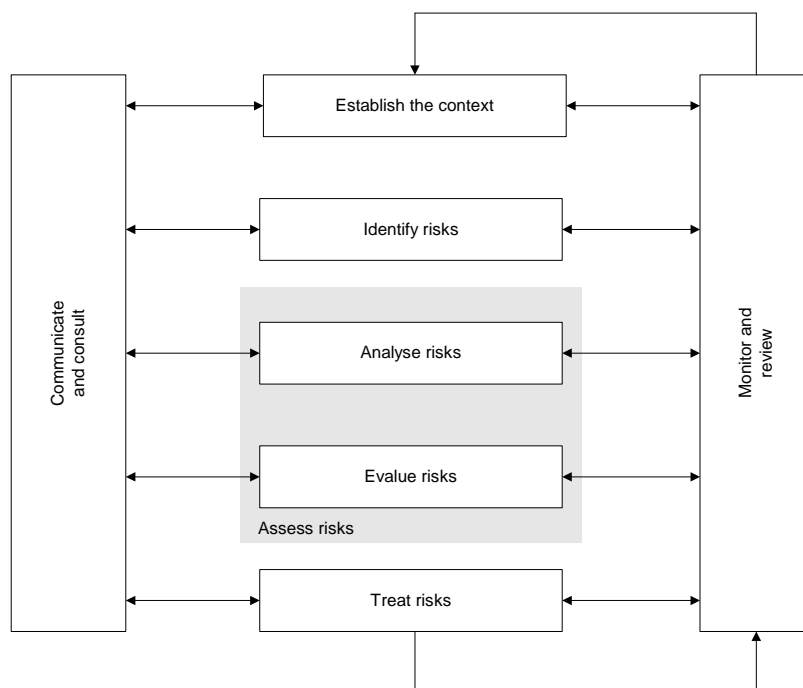 Establish the context
Identify risks
Communicate
and consult
Analyse risks
Monitor and
review
Evalue risks
Assess risks
Treat risks